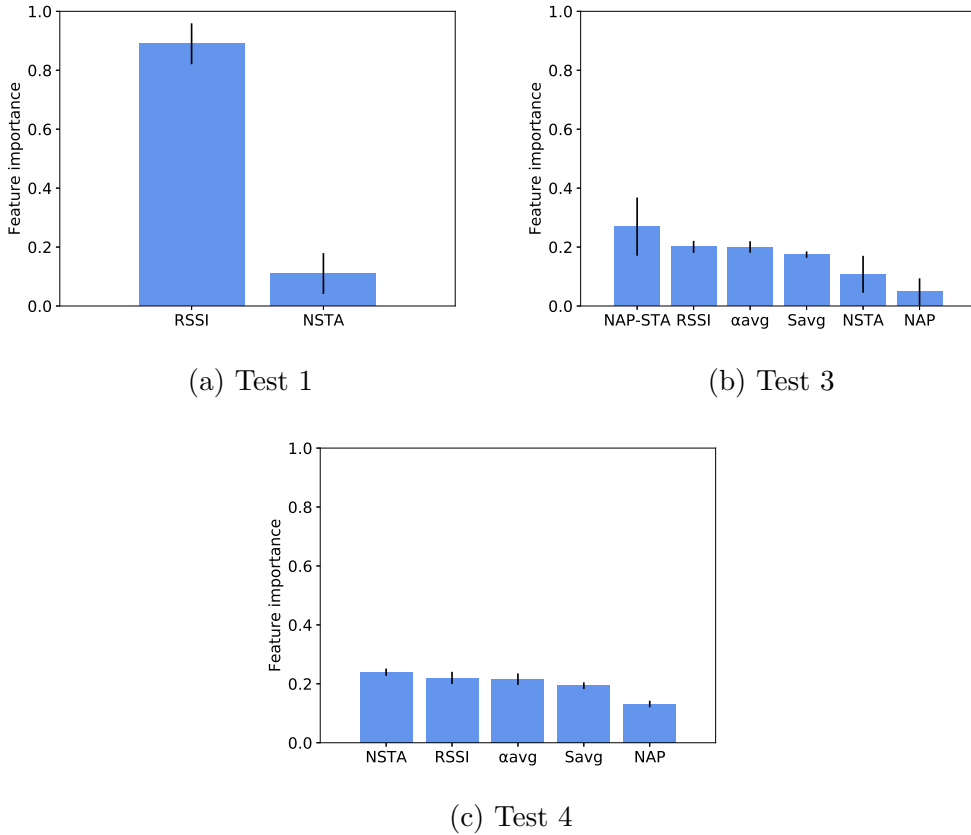 Feature importance
1.0
0.8
0.6
0.4
0.2
0.0
RSSI NSTA
(a) Test 1
Feature importance
1.0
0.8
0.6
0.4
0.2
0.0
NAP-STA RSSI αavg Savg NSTA NAP
(b) Test 3
Feature importance
1.0
0.8
0.6
0.4
0.2
0.0
NSTA RSSI αavg Savg NAP
(c) Test 4